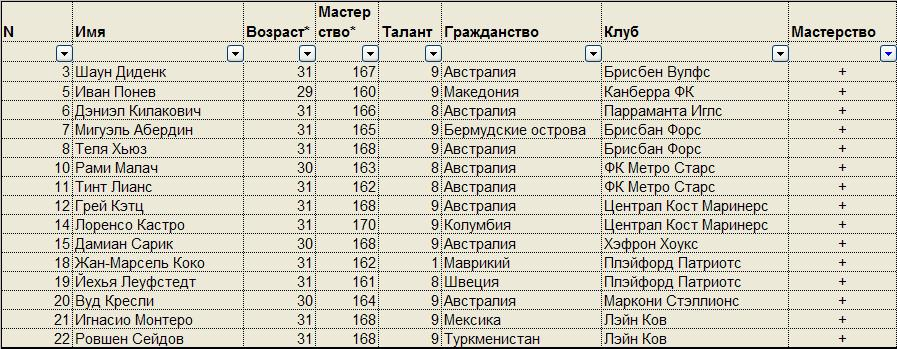 N Имя Возраст* Мастер ство* Талант Гражданство Клуб Мастерство
3 Шаун Диденк 31 167 9 Австралия Брисбен Вулфс +
5 Иван Понев 29 160 9 Македония Канберра ФК +
6 Дэниэл Килакович 31 166 8 Австралия Парраманта Иглс +
7 Мигуэль Абердин 31 165 9 Бермудские острова Брисбан Форс +
8 Теля Хьюз 31 168 9 Австралия Брисбан Форс +
10 Рами Малач 30 163 8 Австралия ФК Метро Старс +
11 Тинт Лианс 31 162 8 Австралия ФК Метро Старс +
12 Грей Кэтц 31 168 9 Австралия Централ Кост Маринерс +
14 Лоренсо Кастро 31 170 9 Колумбия Централ Кост Маринерс +
15 Дамиан Сарик 30 168 9 Австралия Хэфрон Хоукс +
18 Жан-Марсель Коко 31 162 1 Маврикий Плэйфорд Патриотс +
19 Йехья Леуфстедт 31 161 8 Швеция Плэйфорд Патриотс +
20 Вуд Кресли 30 164 9 Австралия Маркони Стэллионс +
21 Игнасио Монтеро 31 168 9 Мексика Лэйн Ков +
22 Ровшен Сейдов 31 168 9 Туркменистан Лэйн Ков +